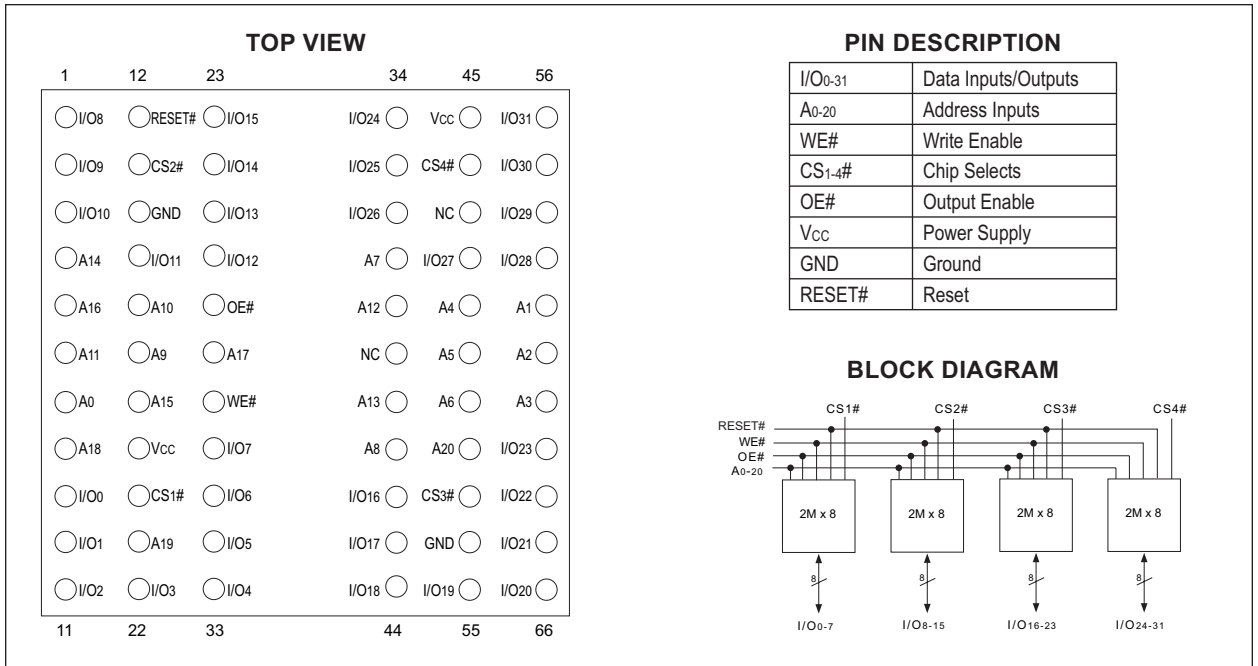 TOP VIEW
1 12 23 34 45 56
I/O8 RESET# I/O15 I/O24 VCC I/O31
I/O9 CS2# I/O14 I/O25 CS4# I/O30
I/O10 GND I/O13 I/O26 NC I/O29
A14 I/O11 I/O12 A7 I/O27 I/O28
A16 A10 OE# A12 A4 A1
A11 A9 A17 NC A5 A2
A0 A15 WE# A13 A6 A3
A18 VCC I/O7 A8 A20 I/O23
I/O0 CS1# I/O6 I/O16 CS3# I/O22
I/O1 A19 I/O5 I/O17 GND I/O21
I/O2 I/O3 I/O4 I/O18 I/O19 I/O20
11 22 33 44 55 66
PIN DESCRIPTION
I/O0-31 Data Inputs/Outputs
A0-20 Address Inputs
WE# Write Enable
CS1-4# Chip Selects
OE# Output Enable
VCC Power Supply
GND Ground
RESET# Reset
BLOCK DIAGRAM
CS1# CS2# CS3# CS4#
RESET#
WE#
OE#
A0-20
2M x 8 2M x 8 2M x 8 2M x 8
8 8 8 8
I/O0-7 I/O8-15 I/O16-23 I/O24-31